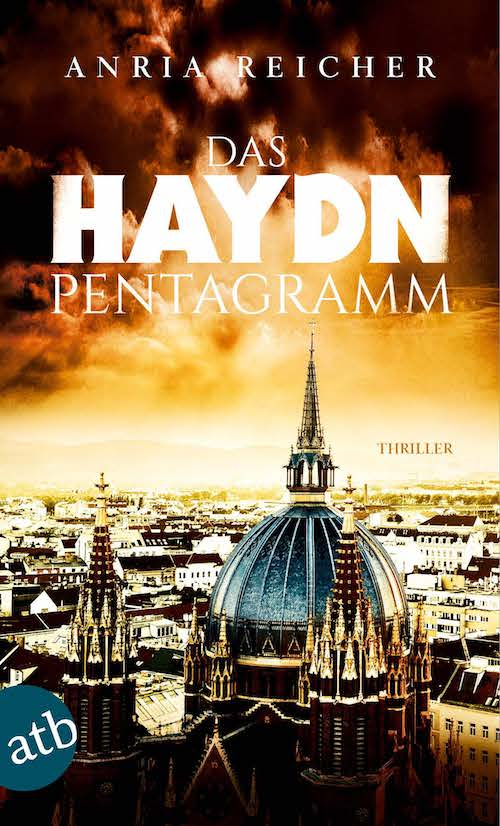 ANRIA REICHER
DAS
HAYDN
PENTAGRAMM
THRILLER
atb